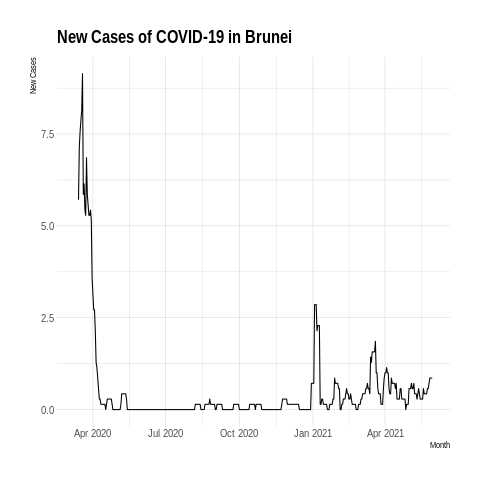 New Cases of COVID-19 in Brunei
New Cases
7.5
5.0
2.5
0.0
Apr 2020 Jul 2020 Oct 2020 Jan 2021 Apr 2021
Month